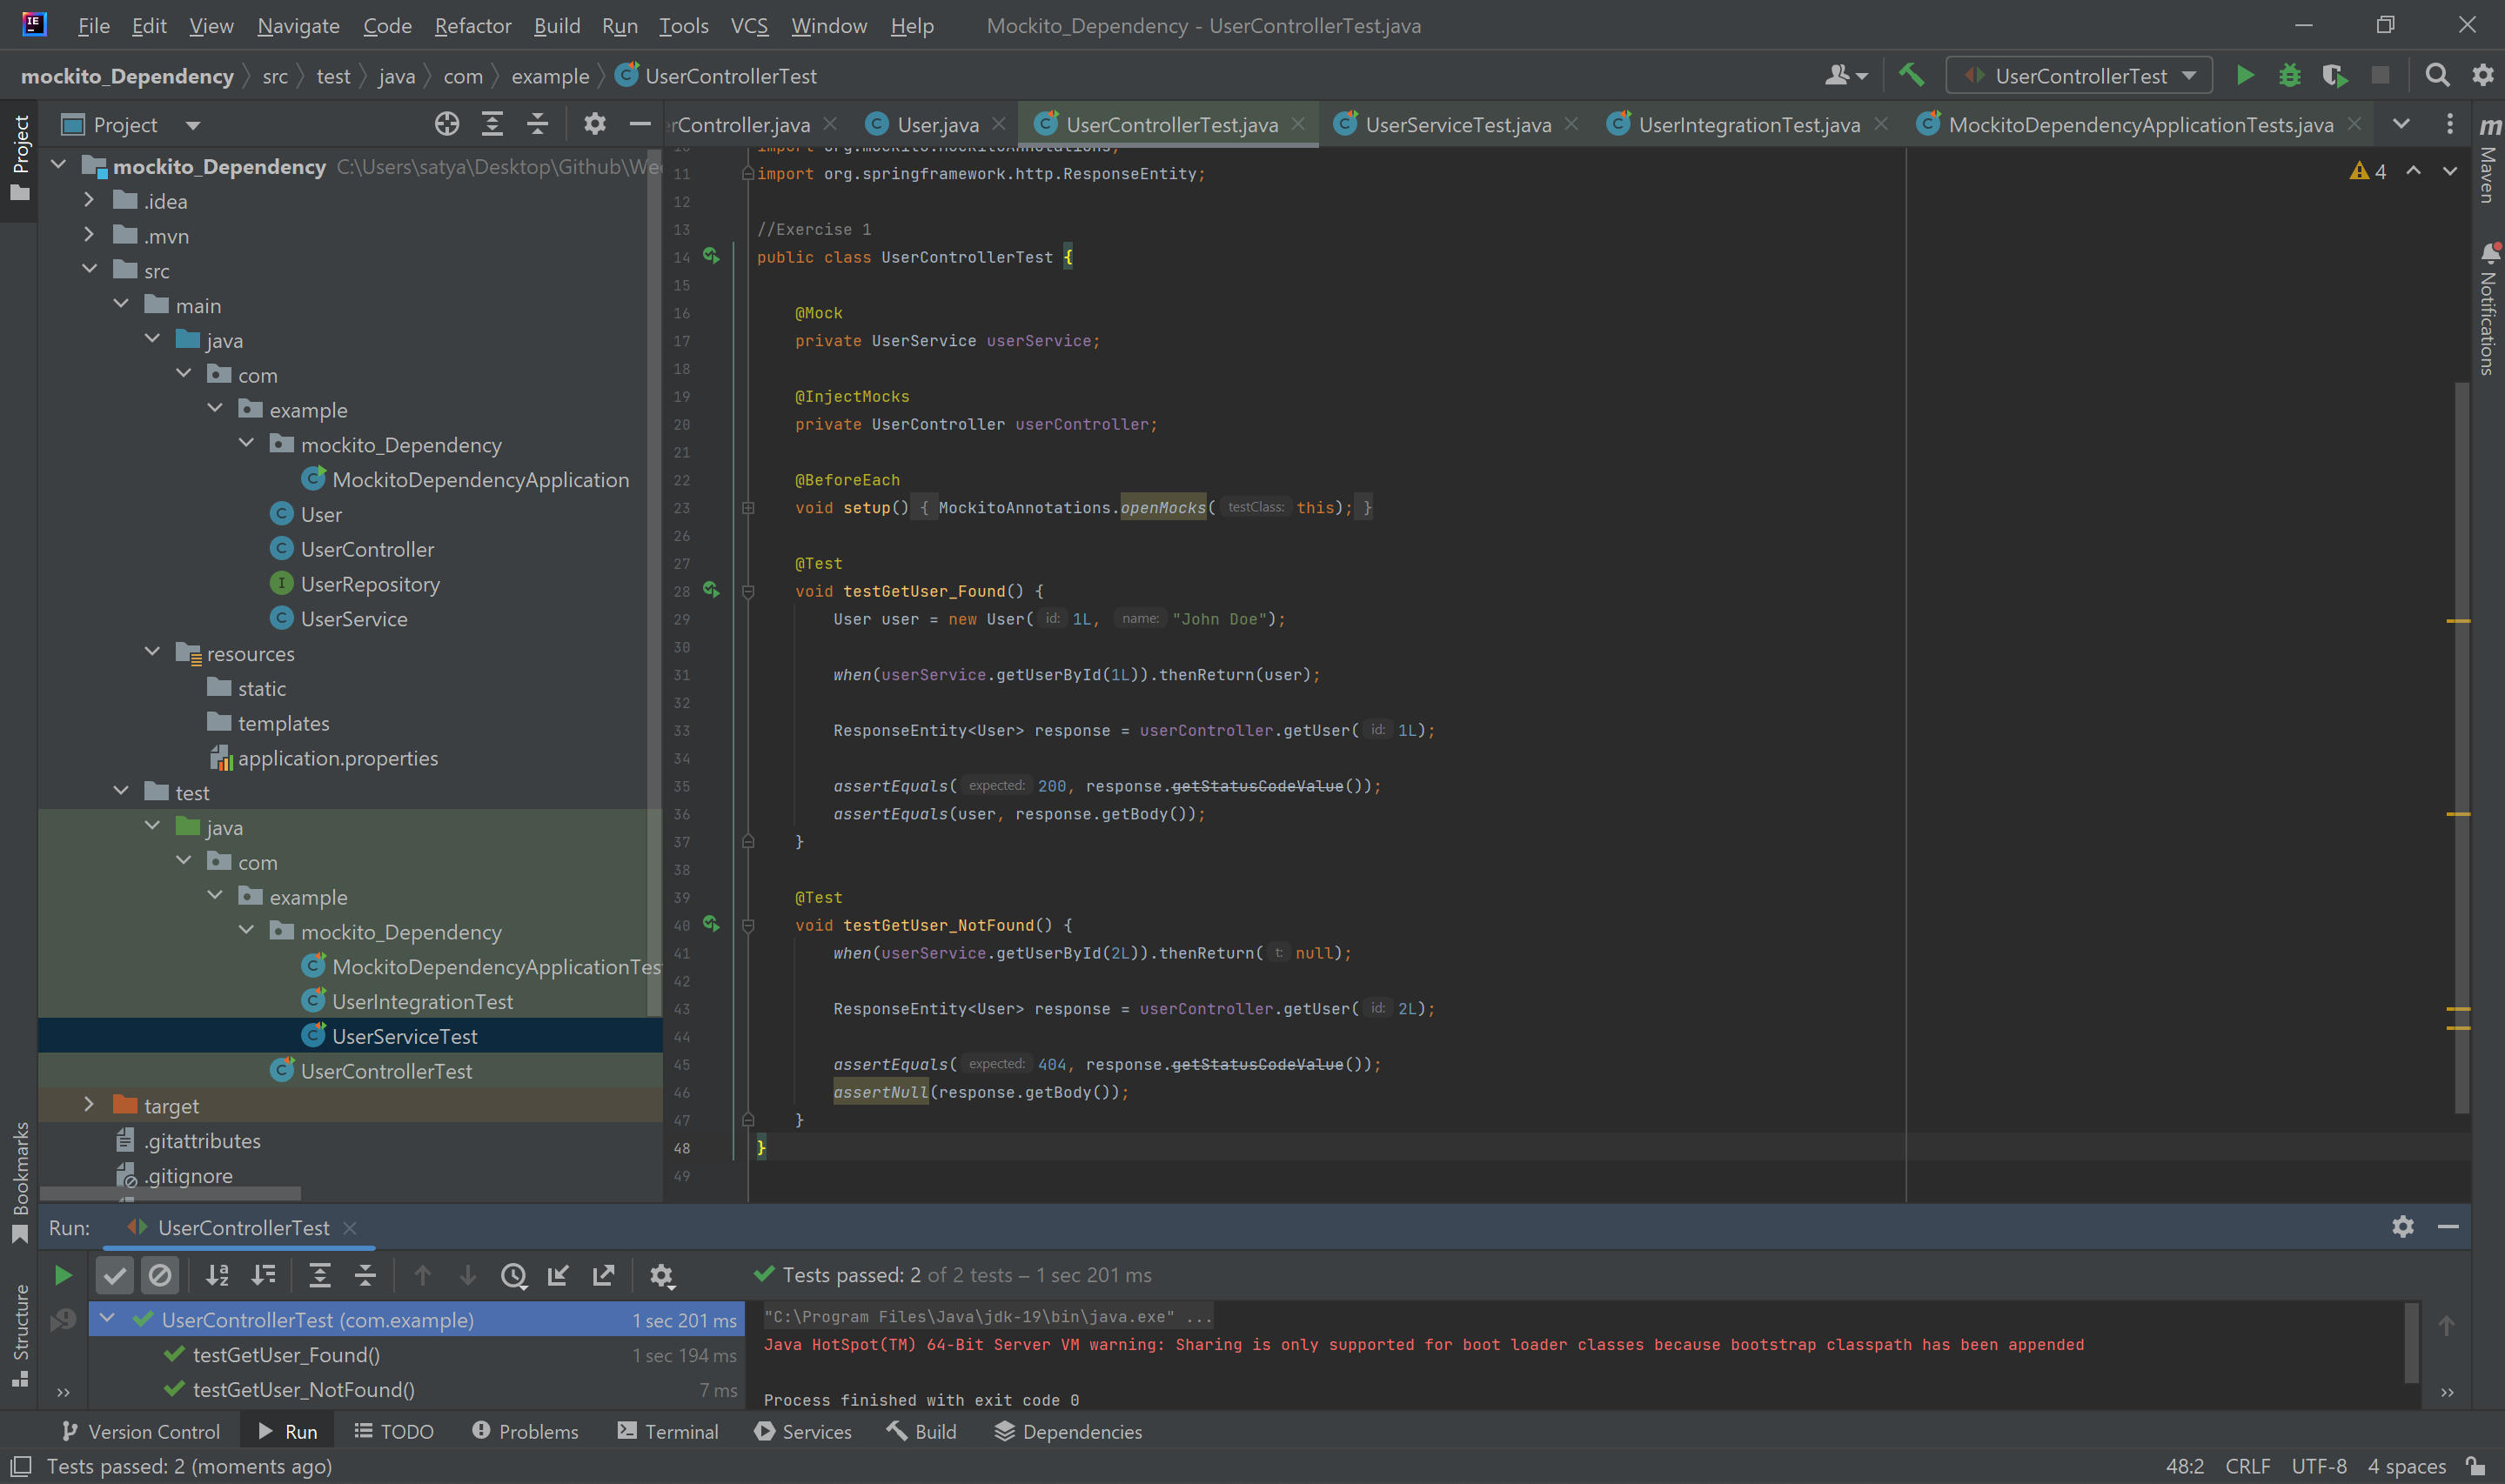 File Edit View Navigate Code Refactor Build Run Tools VCS Window Help Mockito_Dependency - UserControllerTest.java
mockito_Dependency src test java com example UserControllerTest
UserControllerTest
Project
Project
mockito_Dependency C:\Users\satya\Desktop\Github\We
.idea
.mvn
src
main
java
com
example
mockito_Dependency
MockitoDependencyApplication
User
UserController
UserRepository
UserService
resources
static
templates
application.properties
test
java
com
example
mockito_Dependency
MockitoDependencyApplicationTes
UserIntegrationTest
UserServiceTest
UserControllerTest
target
.gitattributes
.gitignore
Bookmarks
Structure
rController.java User.java UserControllerTest.java UserServiceTest.java UserIntegrationTest.java MockitoDependencyApplicationTests.java
Maven
Notifications
4
10 import org.mockito.MockitoAnnotations;
11 import org.springframework.http.ResponseEntity;
12
13 //Exercise 1
14 public class UserControllerTest {
15
16 @Mock
17 private UserService userService;
18
19 @InjectMocks
20 private UserController userController;
21
22 @BeforeEach
23 void setup() { MockitoAnnotations.openMocks( testClass: this); }
26
27 @Test
28 void testGetUser_Found() {
29 User user = new User( id: 1L, name: "John Doe");
30
31 when(userService.getUserById(1L)).thenReturn(user);
32
33 ResponseEntity<User> response = userController.getUser( id: 1L);
34
35 assertEquals( expected: 200, response.getStatusCodeValue());
36 assertEquals(user, response.getBody());
37 }
38
39 @Test
40 void testGetUser_NotFound() {
41 when(userService.getUserById(2L)).thenReturn( t: null);
42
43 ResponseEntity<User> response = userController.getUser( id: 2L);
44
45 assertEquals( expected: 404, response.getStatusCodeValue());
46 assertNull(response.getBody());
47 }
48 }
49
Run: UserControllerTest
Tests passed: 2 of 2 tests – 1 sec 201 ms
UserControllerTest (com.example) 1 sec 201 ms
testGetUser_Found() 1 sec 194 ms
testGetUser_NotFound() 7 ms
"C:\Program Files\Java\jdk-19\bin\java.exe" ...
Java HotSpot(TM) 64-Bit Server VM warning: Sharing is only supported for boot loader classes because bootstrap classpath has been appended
Process finished with exit code 0
Version Control Run TODO Problems Terminal Services Build Dependencies
Tests passed: 2 (moments ago) 48:2 CRLF UTF-8 4 spaces